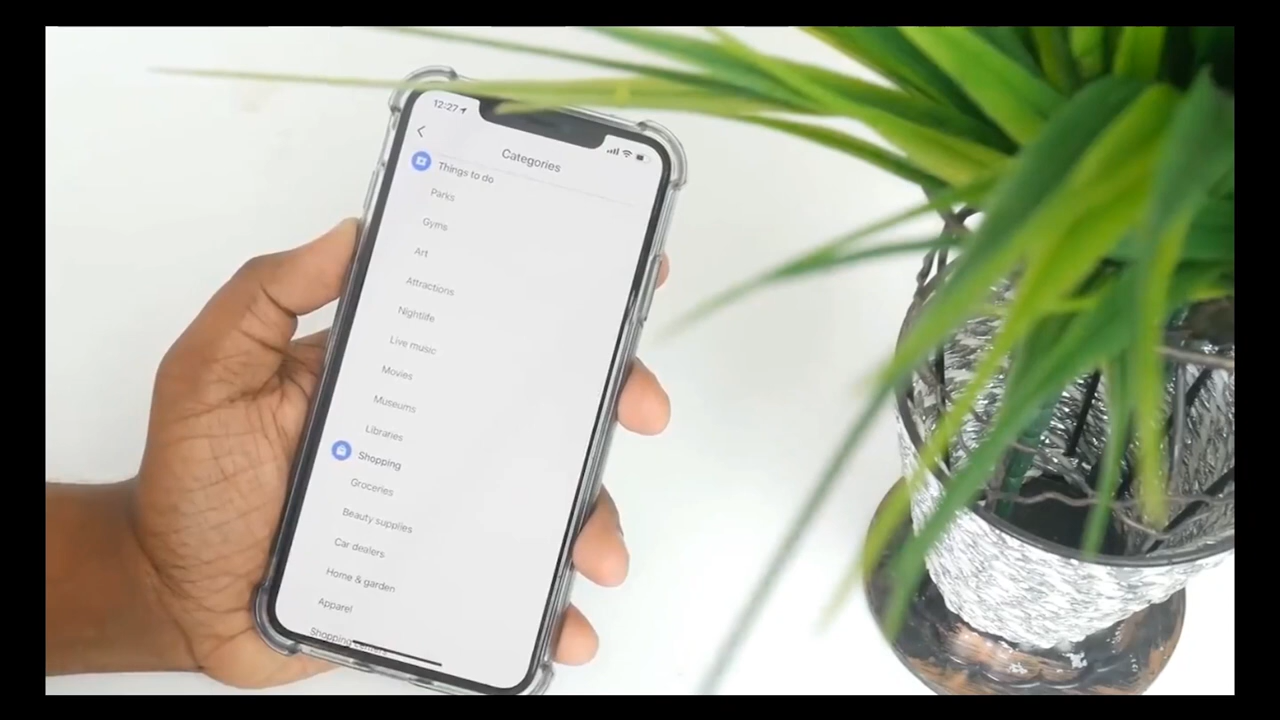 12:27
Categories
Things to do
Parks
Gyms
Art
Attractions
Nightlife
Live music
Movies
Museums
Libraries
Shopping
Groceries
Beauty supplies
Car dealers
Home & garden
Apparel
Shopping